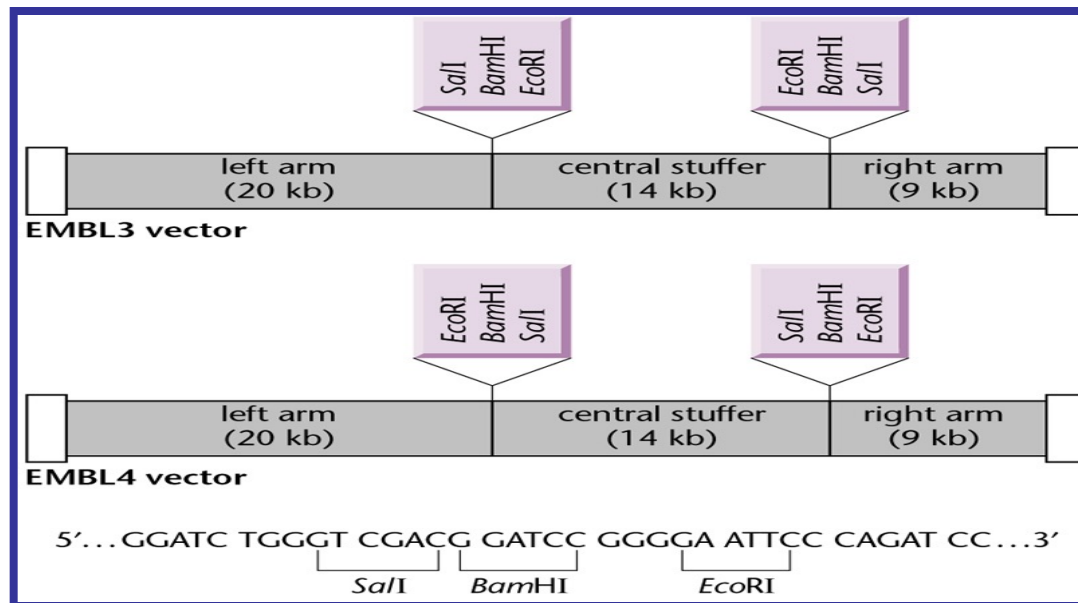 SalI
BamHI
EcoRI
EcoRI
BamHI
SalI
left arm
(20 kb)
central stuffer
(14 kb)
right arm
(9 kb)
EMBL3 vector
EcoRI
BamHI
SalI
SalI
BamHI
EcoRI
left arm
(20 kb)
central stuffer
(14 kb)
right arm
(9 kb)
EMBL4 vector
5′...GGATC TGGGT CGACG GATCC GGGGA ATTCC CAGAT CC...3′
SalI BamHI EcoRI